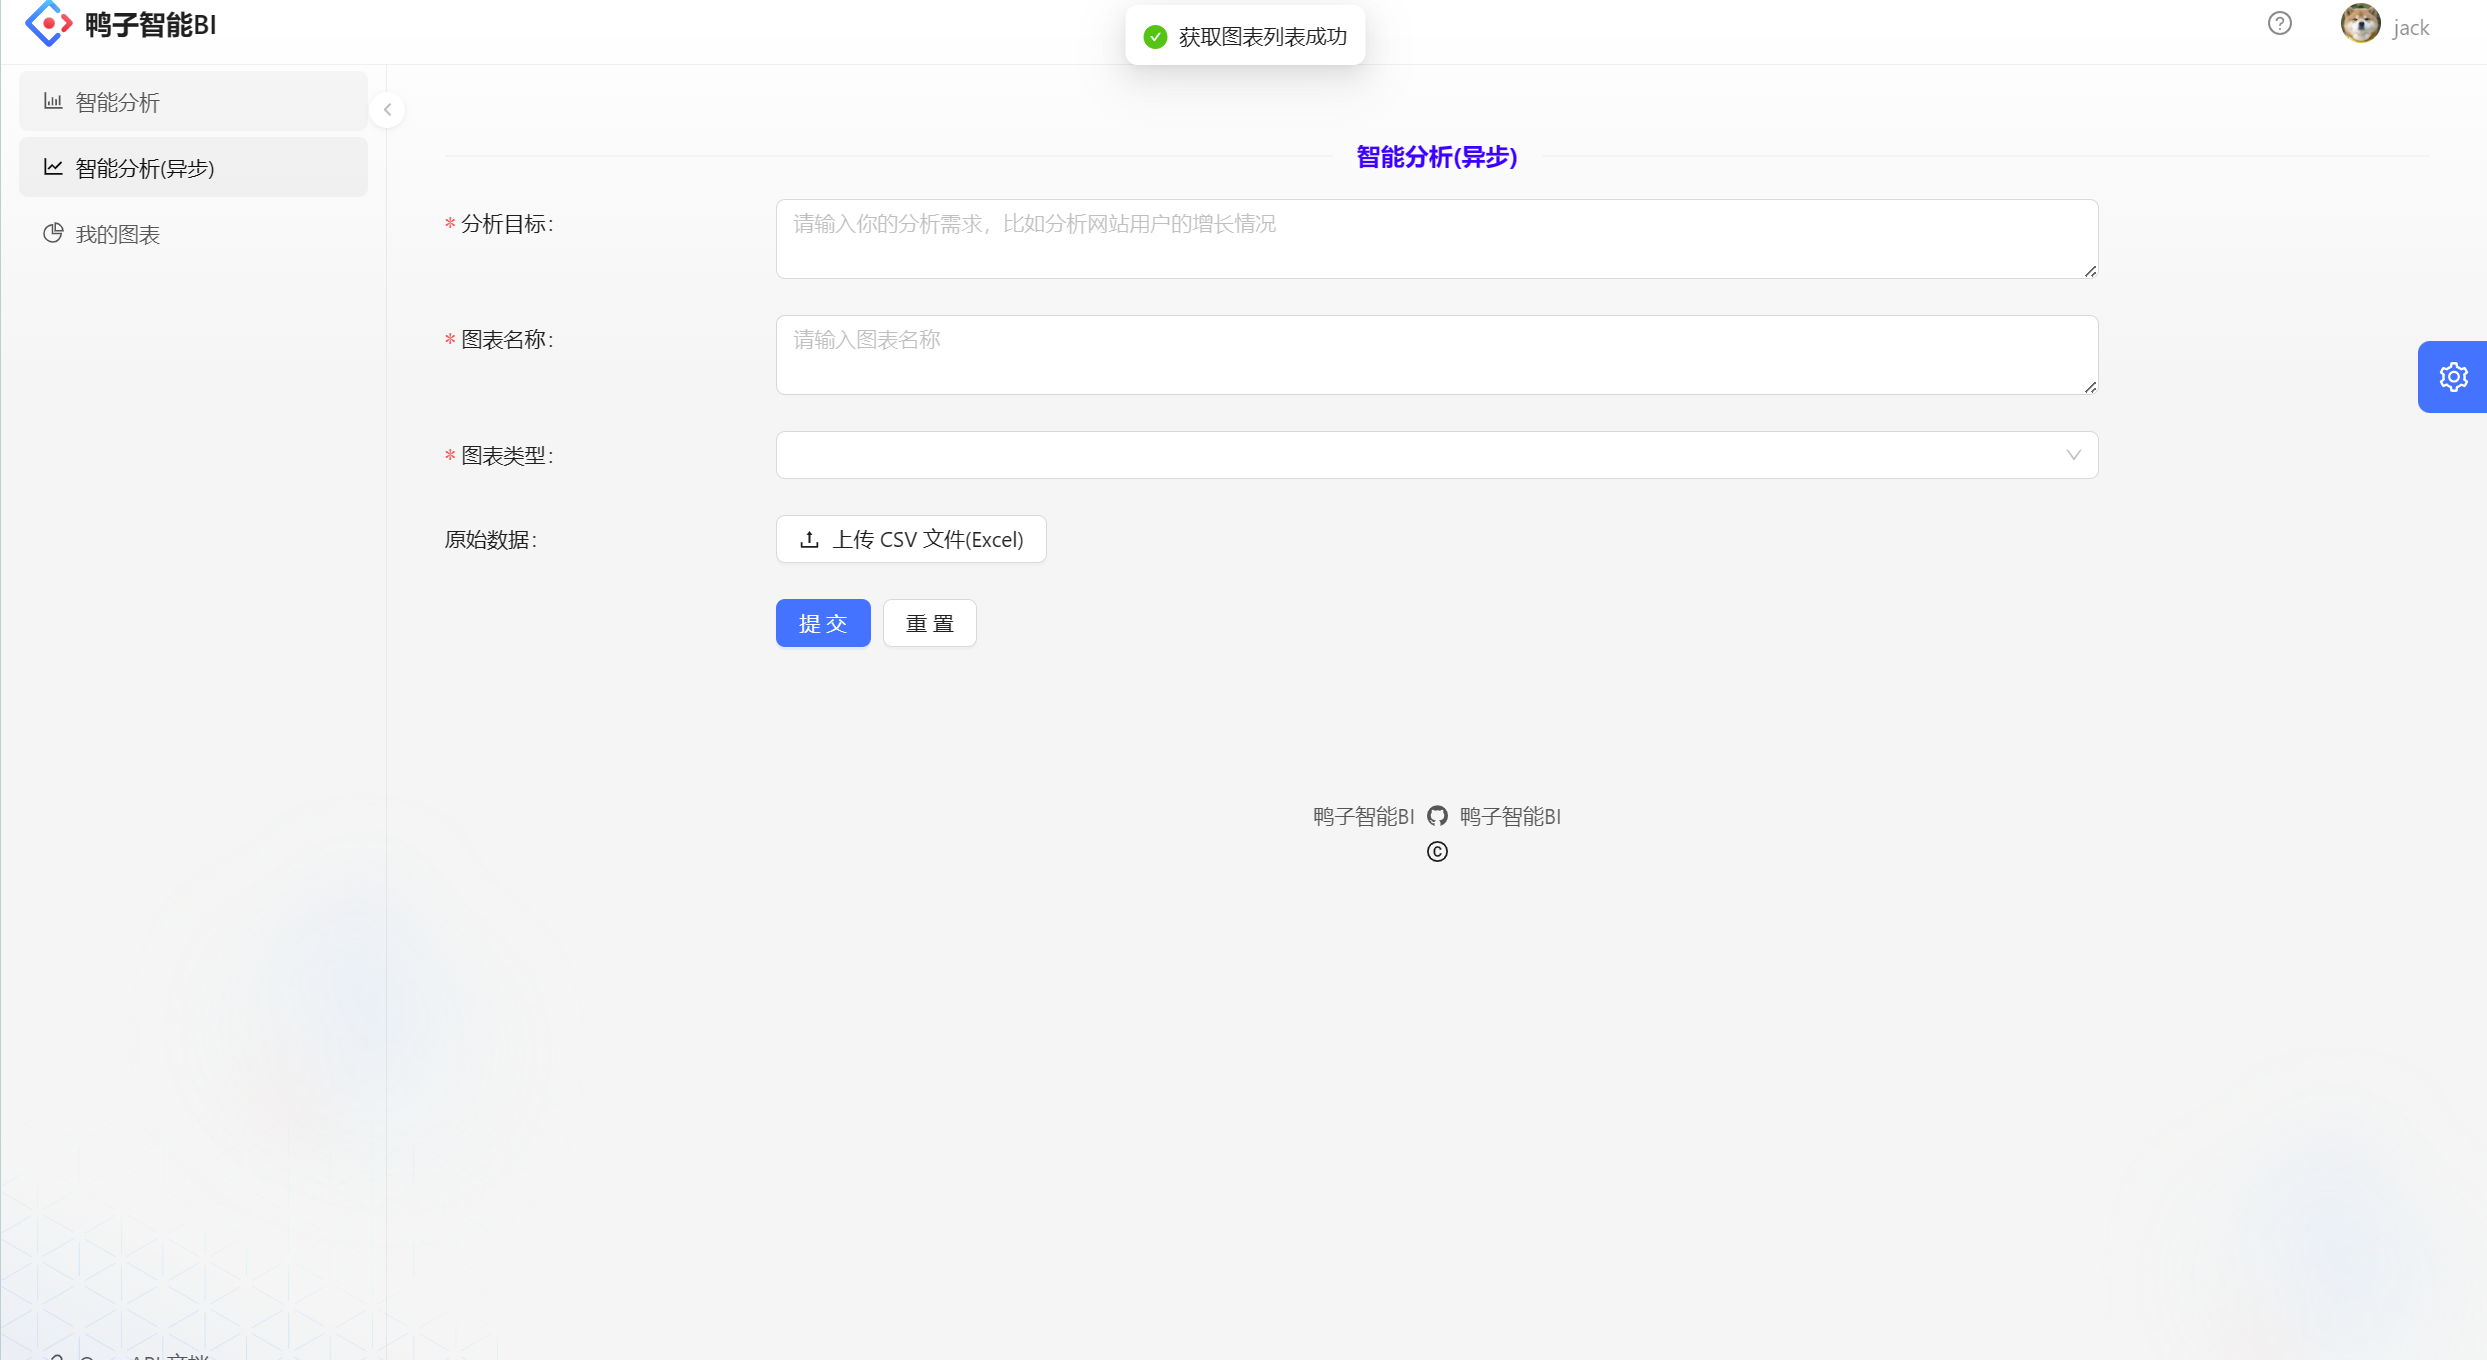 鸭子智能BI
获取图表列表成功
jack
智能分析
智能分析(异步)
我的图表
智能分析(异步)
* 分析目标:
请输入你的分析需求，比如分析网站用户的增长情况
* 图表名称:
请输入图表名称
* 图表类型:
原始数据:
上传 CSV 文件(Excel)
提 交
重 置
鸭子智能BI 鸭子智能BI
©